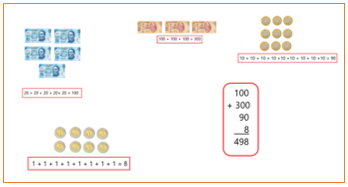 100 + 100 + 100 = 300
10 + 10 + 10 +10 +10 + 10 + 10 + 10 + 10 = 90
20 + 20 + 20 + 20 + 20 = 100
100
+ 300
90
8
498
1 + 1 + 1 + 1 + 1 + 1 + 1 + 1 = 8